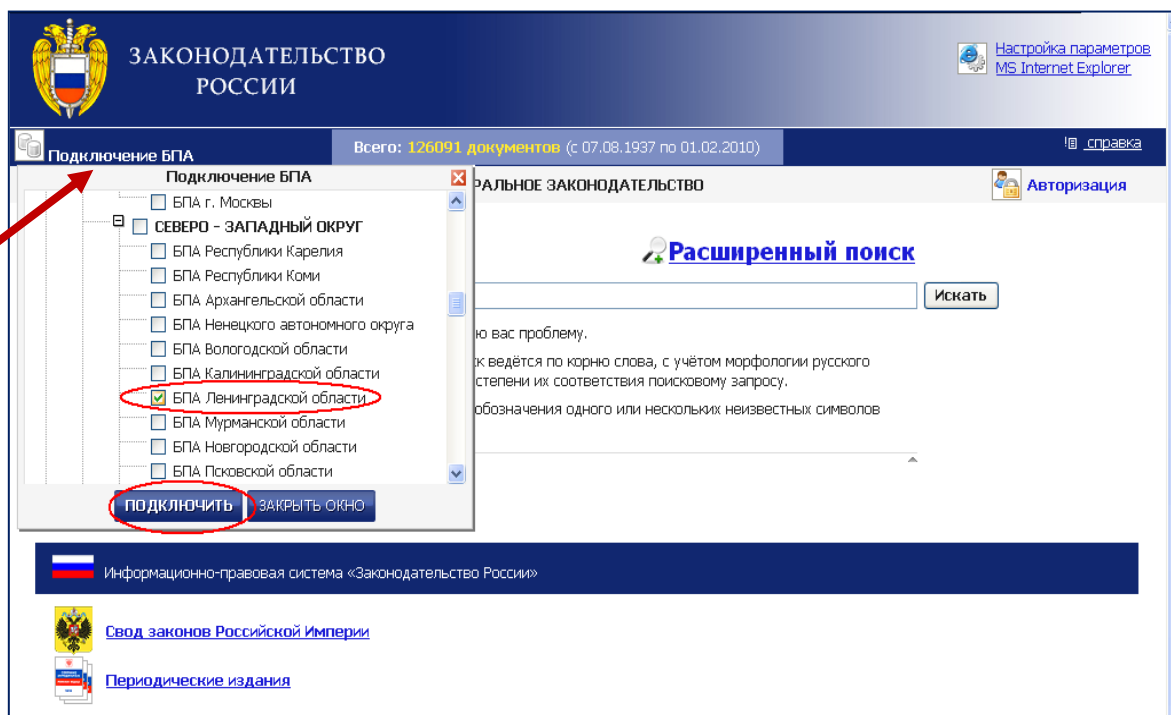 ЗАКОНОДАТЕЛЬСТВО
РОССИИ
Настройка параметров
MS Internet Explorer
Подключение БПА
Всего: 126091 документов (с 07.08.1937 по 01.02.2010)
справка
Подключение БПА
РАЛЬНОЕ ЗАКОНОДАТЕЛЬСТВО
Авторизация
БПА г. Москвы
СЕВЕРО - ЗАПАДНЫЙ ОКРУГ
БПА Республики Карелия
БПА Республики Коми
БПА Архангельской области
БПА Ненецкого автономного округа
БПА Вологодской области
БПА Калининградской области
БПА Ленинградской области
БПА Мурманской области
БПА Новгородской области
БПА Псковской области
ПОДКЛЮЧИТЬ
ЗАКРЫТЬ ОКНО
Расширенный поиск
Искать
ю вас проблему.
ск ведётся по корню слова, с учётом морфологии русского
степени их соответствия поисковому запросу.
обозначения одного или нескольких неизвестных символов
Информационно-правовая система «Законодательство России»
Свод законов Российской Империи
Периодические издания